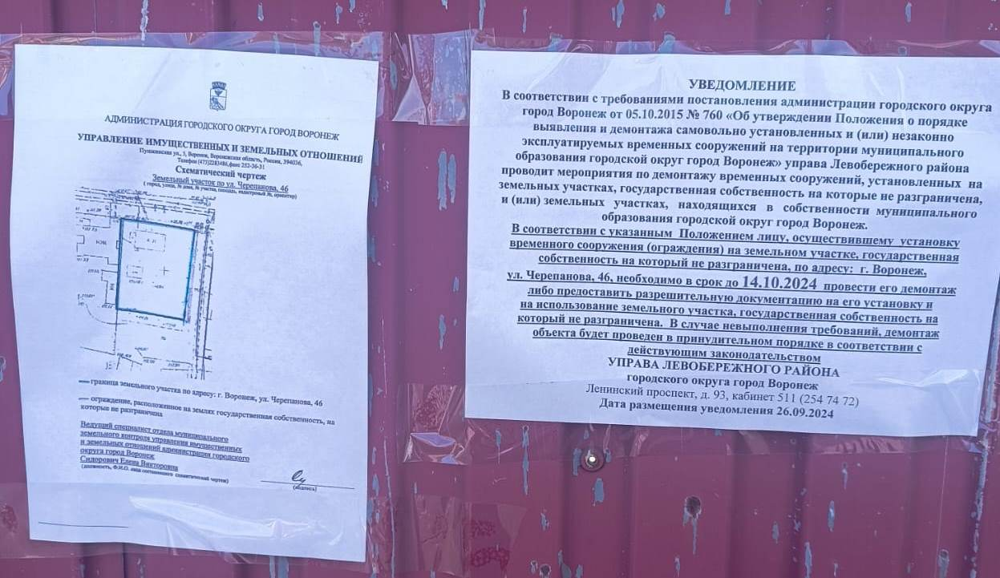 АДМИНИСТРАЦИЯ ГОРОДСКОГО ОКРУГА ГОРОД ВОРОНЕЖ
УПРАВЛЕНИЕ ИМУЩЕСТВЕННЫХ И ЗЕМЕЛЬНЫХ ОТНОШЕНИЙ
Пушкинская ул., 3, Воронеж, Воронежская область, Россия, 394036,
Телефон (473)2283486, факс 252-36-31
Схематический чертеж
Земельный участок по ул. Черепанова, 46
( город, улица, № дома, № участка, площадь, кадастровый №, ориентир)
граница земельного участка по адресу: г. Воронеж, ул. Черепанова, 46
ограждение, расположенное на землях государственная собственность, на
которые не разграничена
Ведущий специалист отдела муниципального
земельного контроля управления имущественных
и земельных отношений администрации городского
округа город Воронеж
Сидорович Елена Викторовна
(должность, Ф.И.О. лица составившего схематический чертеж)
(подпись)
УВЕДОМЛЕНИЕ
В соответствии с требованиями постановления администрации городского округа
город Воронеж от 05.10.2015 № 760 «Об утверждении Положения о порядке
выявления и демонтажа самовольно установленных и (или) незаконно
эксплуатируемых временных сооружений на территории муниципального
образования городской округ город Воронеж» управа Левобережного района
проводит мероприятия по демонтажу временных сооружений, установленных на
земельных участках, государственная собственность на которые не разграничена,
и (или) земельных участках, находящихся в собственности муниципального
образования городской округ город Воронеж.
В соответствии с указанным Положением лицу, осуществившему установку
временного сооружения (ограждения) на земельном участке, государственная
собственность на который не разграничена, по адресу: г. Воронеж,
ул. Черепанова, 46, необходимо в срок до 14.10.2024 провести его демонтаж
либо предоставить разрешительную документацию на его установку и
на использование земельного участка, государственная собственность на
который не разграничена. В случае невыполнения требований, демонтаж
объекта будет проведен в принудительном порядке в соответствии с
действующим законодательством
УПРАВА ЛЕВОБЕРЕЖНОГО РАЙОНА
городского округа город Воронеж
Ленинский проспект, д. 93, кабинет 511 (254 74 72)
Дата размещения уведомления 26.09.2024